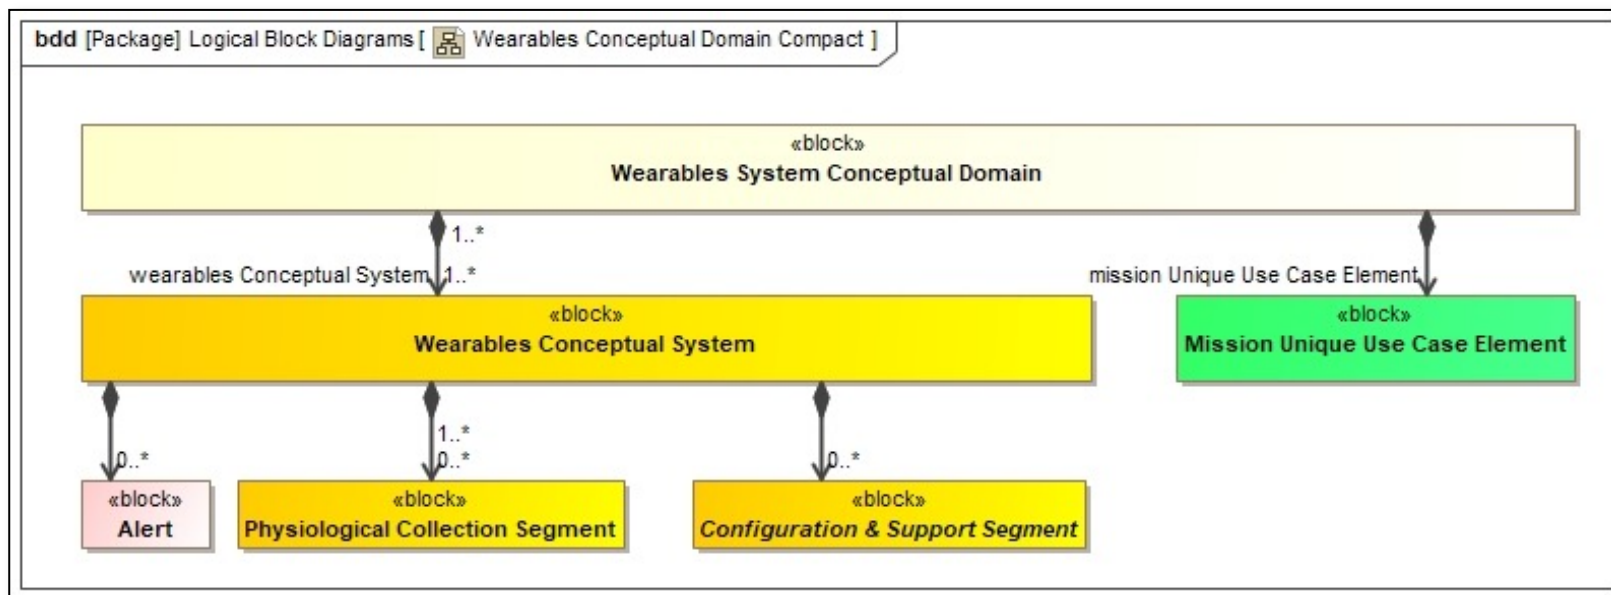 bdd [Package] Logical Block Diagrams [ Wearables Conceptual Domain Compact ]
«block»
Wearables System Conceptual Domain
1..*
wearables Conceptual System 1..*
mission Unique Use Case Element
«block»
Wearables Conceptual System
«block»
Mission Unique Use Case Element
1..*
0..*
0..*
0..*
«block»
Alert
«block»
Physiological Collection Segment
«block»
Configuration & Support Segment